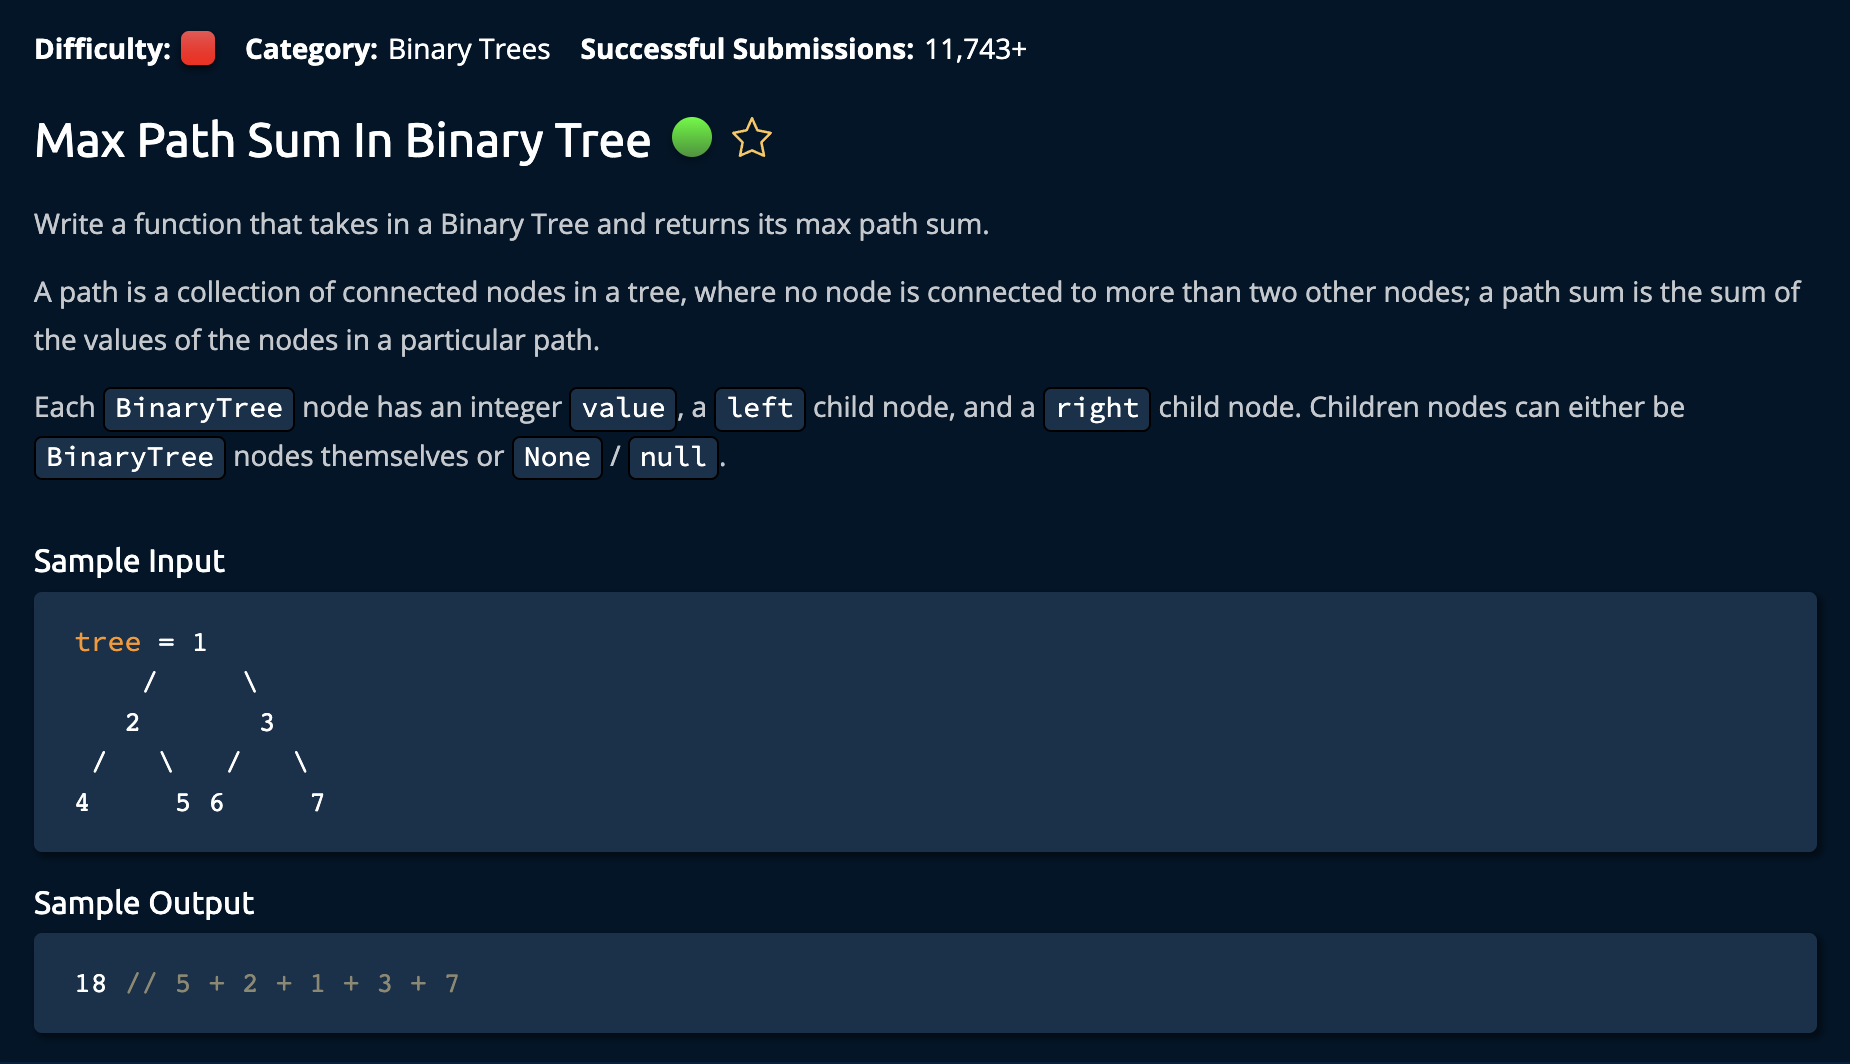 Difficulty: Category: Binary Trees Successful Submissions: 11,743+
Max Path Sum In Binary Tree
Write a function that takes in a Binary Tree and returns its max path sum.
A path is a collection of connected nodes in a tree, where no node is connected to more than two other nodes; a path sum is the sum of
the values of the nodes in a particular path.
Each BinaryTree node has an integer value, a left child node, and a right child node. Children nodes can either be
BinaryTree nodes themselves or None / null.
Sample Input
tree = 1
/ \
2 3
/ \ / \
4 5 6 7
Sample Output
18 // 5 + 2 + 1 + 3 + 7